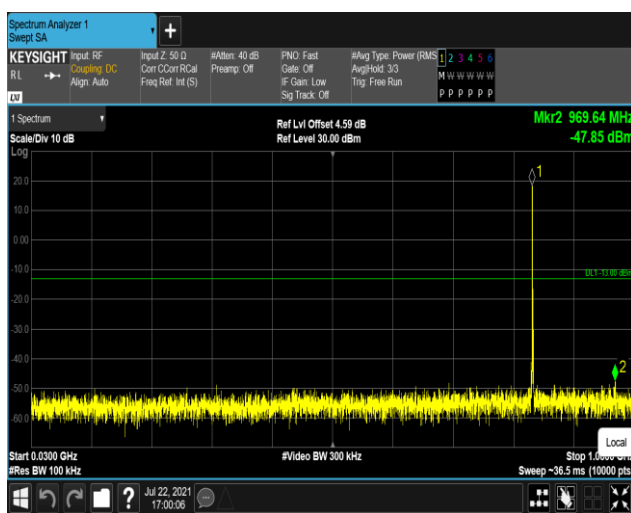 Spectrum Analyzer 1
Swept SA
KEYSIGHT
RL
LXI
Input: RF
Coupling: DC
Align: Auto
Input Z: 50 Ω
Corr CCorr RCal
Freq Ref: Int (S)
#Atten: 40 dB
Preamp: Off
PNO: Fast
Gate: Off
IF Gain: Low
Sig Track: Off
#Avg Type: Power (RMS
Avg|Hold: 3/3
Trig: Free Run
1 2 3 4 5 6
M W W W W W
P P P P P P
1 Spectrum
Scale/Div 10 dB
Log
Ref Lvl Offset 4.59 dB
Ref Level 30.00 dBm
Mkr2 969.64 MHz
-47.85 dBm
1
20.0
10.0
0.00
-10.0
DL1 -13.00 dBm
-20.0
-30.0
-40.0
2
-50.0
-60.0
Local
Start 0.0300 GHz
#Video BW 300 kHz
#Res BW 100 kHz
Sweep ~36.5 ms (10000 pts
? Jul 22, 2021
17:00:06